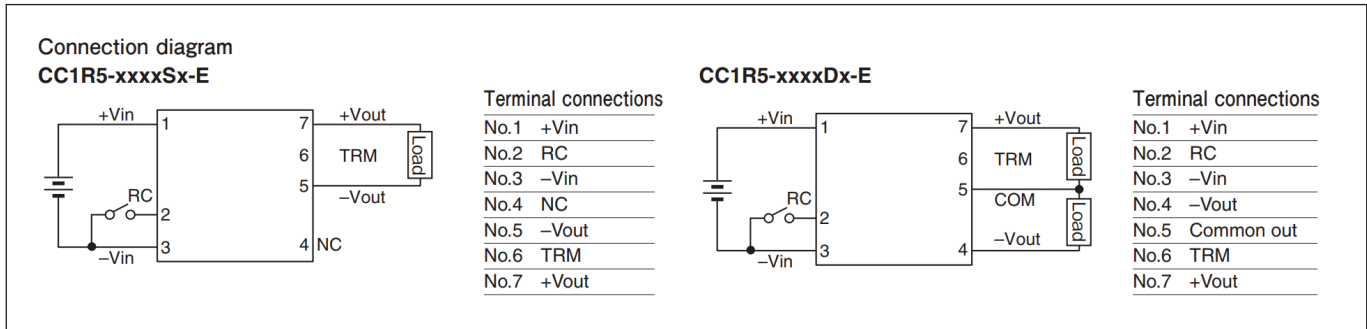 Connection diagram
CC1R5-xxxxSx-E
+Vin
1
7
+Vout
6
TRM
Load
5
–Vout
RC
2
3
–Vin
4
NC
Terminal connections
No.1 +Vin
No.2 RC
No.3 –Vin
No.4 NC
No.5 –Vout
No.6 TRM
No.7 +Vout
CC1R5-xxxxDx-E
+Vin
1
7
+Vout
6
TRM
Load
5
COM
RC
2
Load
–Vout
3
–Vin
4
Terminal connections
No.1 +Vin
No.2 RC
No.3 –Vin
No.4 –Vout
No.5 Common out
No.6 TRM
No.7 +Vout